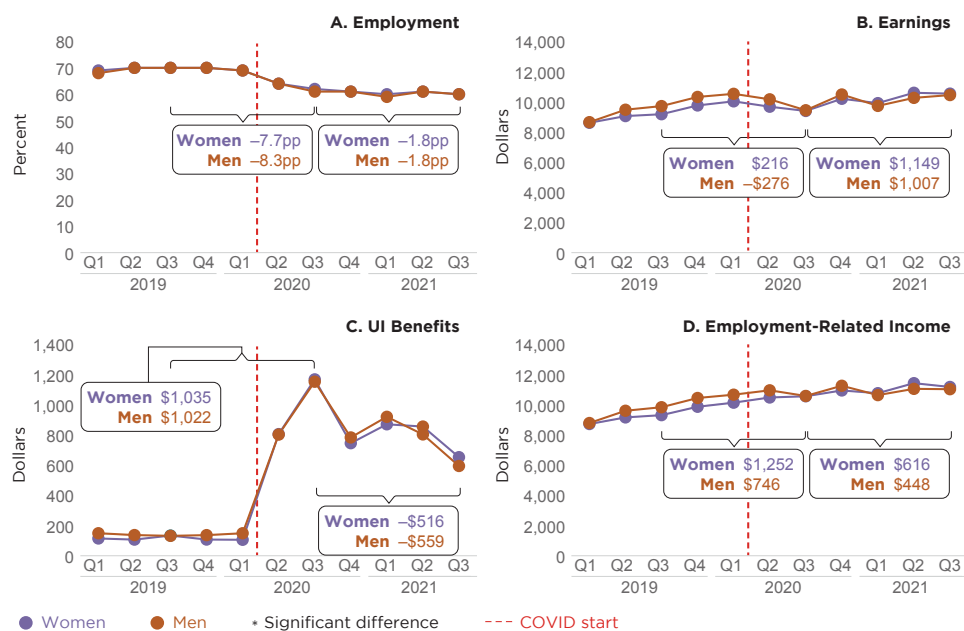 A. Employment
80
70
60
50
40
30
20
10
0
Percent
Women –7.7pp
Men –8.3pp
Women –1.8pp
Men –1.8pp
Q1 Q2 Q3 Q4 Q1 Q2 Q3 Q4 Q1 Q2 Q3
2019 2020 2021
B. Earnings
14,000
12,000
10,000
8,000
6,000
4,000
2,000
0
Dollars
Women $216
Men –$276
Women $1,149
Men $1,007
Q1 Q2 Q3 Q4 Q1 Q2 Q3 Q4 Q1 Q2 Q3
2019 2020 2021
C. UI Benefits
1,400
1,200
1,000
800
600
400
200
0
Dollars
Women $1,035
Men $1,022
Women –$516
Men –$559
Q1 Q2 Q3 Q4 Q1 Q2 Q3 Q4 Q1 Q2 Q3
2019 2020 2021
D. Employment-Related Income
14,000
12,000
10,000
8,000
6,000
4,000
2,000
0
Dollars
Women $1,252
Men $746
Women $616
Men $448
Q1 Q2 Q3 Q4 Q1 Q2 Q3 Q4 Q1 Q2 Q3
2019 2020 2021
Women Men * Significant difference COVID start